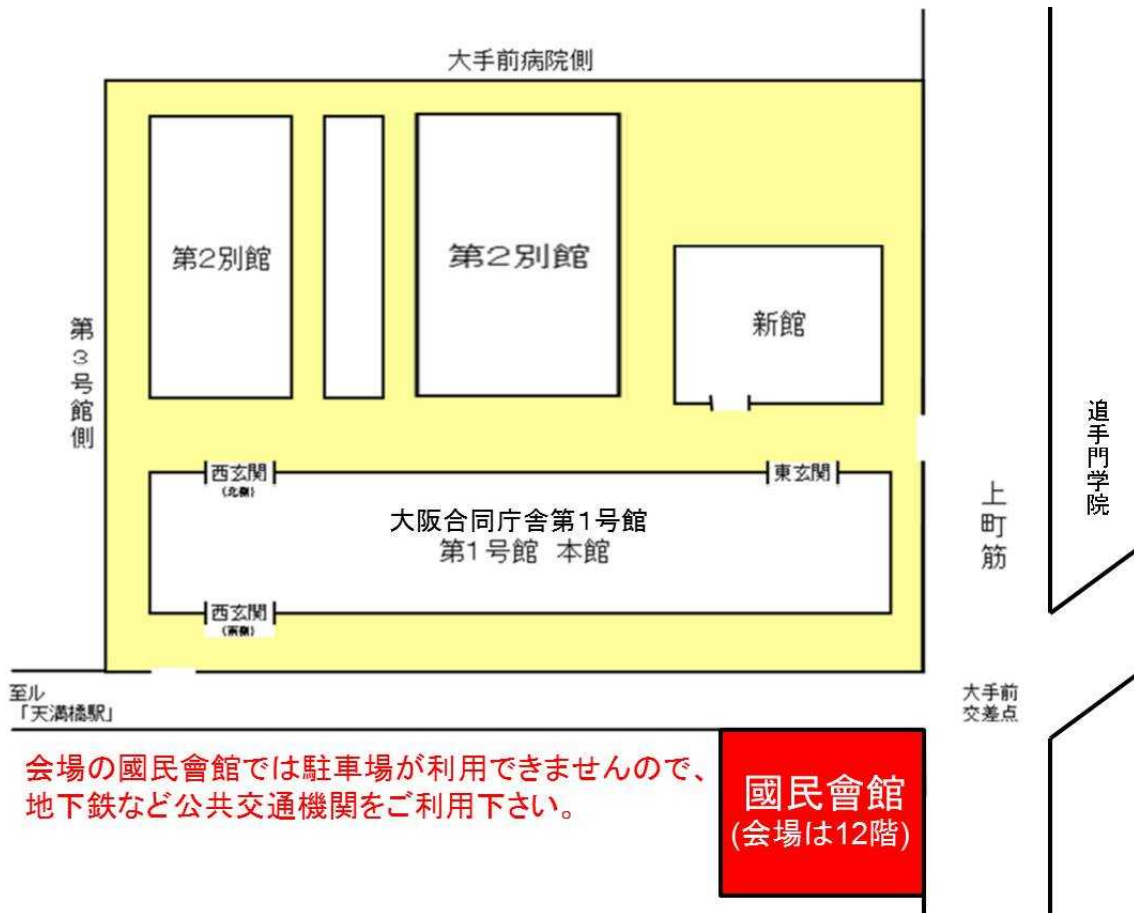 大手前病院側
第2別館
第2別館
新館
第3号館側
追手門学院
西玄関
(北側)
東玄関
大阪合同庁舎第1号館
第1号館 本館
上町筋
西玄関
(南側)
至ル
「天満橋駅」
大手前
交差点
会場の國民會館では駐車場が利用できませんので、
地下鉄など公共交通機関をご利用下さい。
國民會館
(会場は12階)